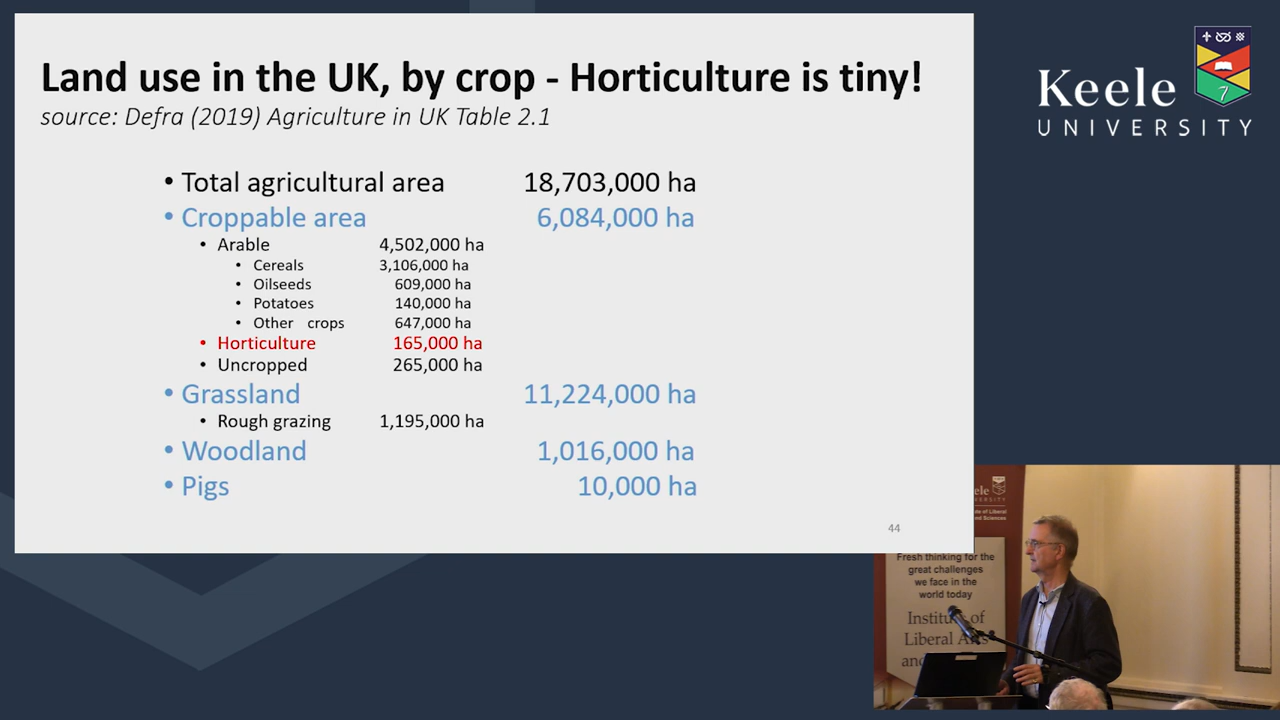 Land use in the UK, by crop - Horticulture is tiny!
source: Defra (2019) Agriculture in UK Table 2.1
• Total agricultural area 18,703,000 ha
• Croppable area 6,084,000 ha
• Arable 4,502,000 ha
• Cereals 3,106,000 ha
• Oilseeds 609,000 ha
• Potatoes 140,000 ha
• Other crops 647,000 ha
• Horticulture 165,000 ha
• Uncropped 265,000 ha
• Grassland 11,224,000 ha
• Rough grazing 1,195,000 ha
• Woodland 1,016,000 ha
• Pigs 10,000 ha
44
Keele
UNIVERSITY
Fresh thinking for the
great challenges
we face in the
world today
of
Liberal